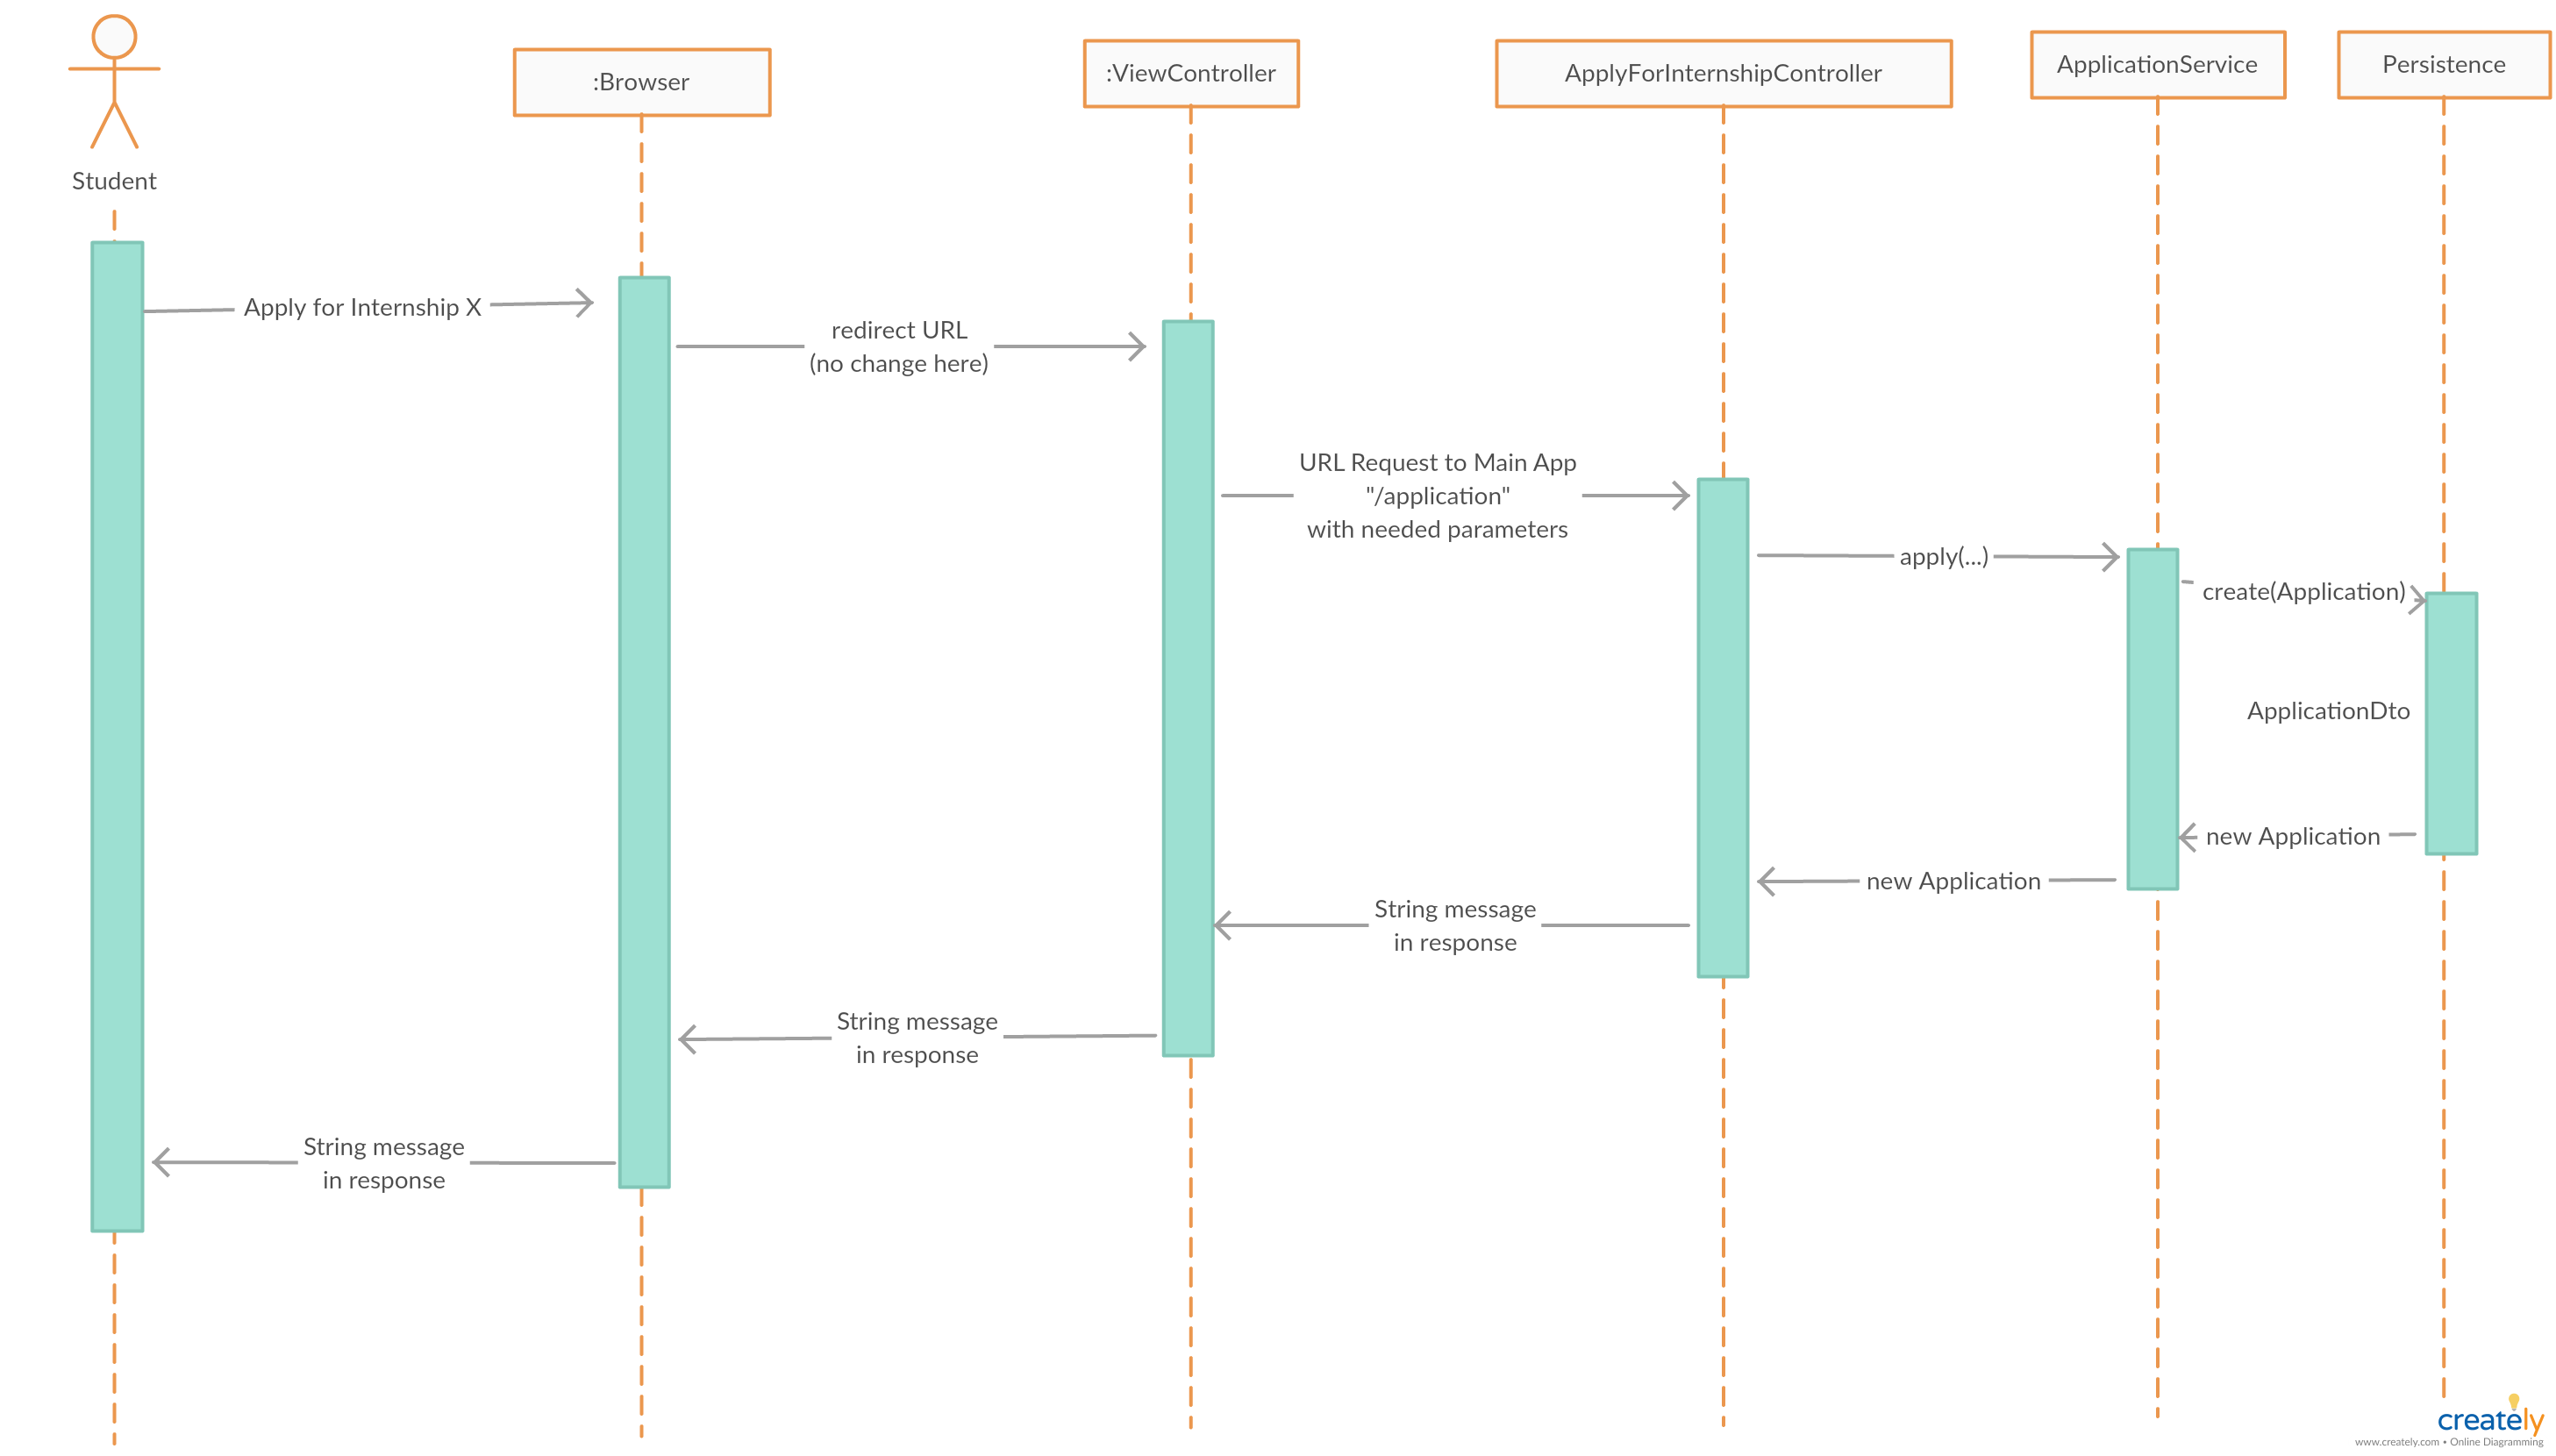 Student
:Browser
:ViewController
ApplyForInternshipController
ApplicationService
Persistence
Apply for Internship X
redirect URL
(no change here)
URL Request to Main App
"/application"
with needed parameters
apply(...)
create(Application)
ApplicationDto
new Application
new Application
String message
in response
String message
in response
String message
in response
creately
www.creately.com • Online Diagramming